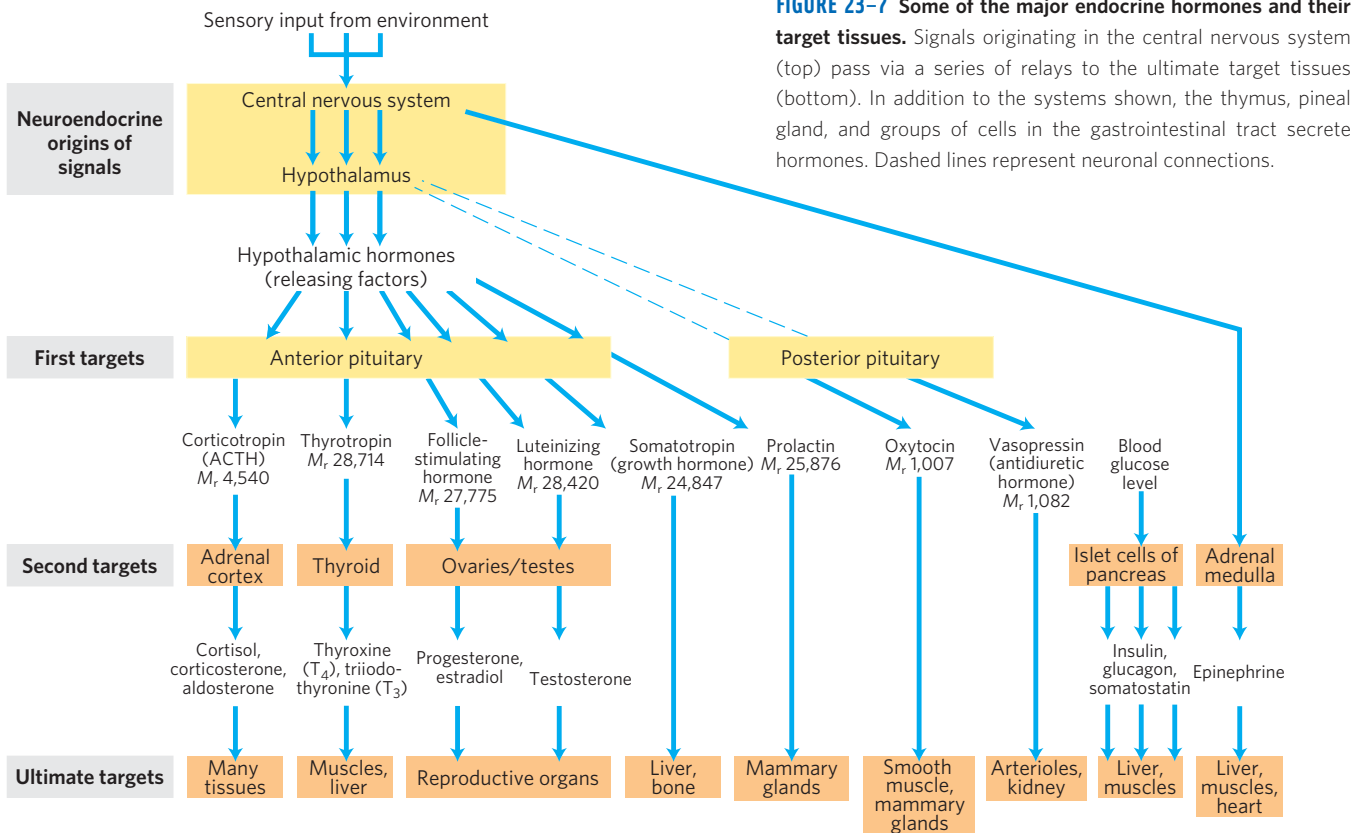 Sensory input from environment
FIGURE 23–7 Some of the major endocrine hormones and their
target tissues. Signals originating in the central nervous system
(top) pass via a series of relays to the ultimate target tissues
(bottom). In addition to the systems shown, the thymus, pineal
gland, and groups of cells in the gastrointestinal tract secrete
hormones. Dashed lines represent neuronal connections.
Neuroendocrine
origins of
signals
Central nervous system
Hypothalamus
Hypothalamic hormones
(releasing factors)
First targets
Anterior pituitary
Posterior pituitary
Corticotropin
(ACTH)
Mr 4,540
Thyrotropin
Mr 28,714
Follicle-
stimulating
hormone
Mr 27,775
Luteinizing
hormone
Mr 28,420
Somatotropin
(growth hormone)
Mr 24,847
Prolactin
Mr 25,876
Oxytocin
Mr 1,007
Vasopressin
(antidiuretic
hormone)
Mr 1,082
Blood
glucose
level
Second targets
Adrenal
cortex
Thyroid
Ovaries/testes
Islet cells of
pancreas
Adrenal
medulla
Cortisol,
corticosterone,
aldosterone
Thyroxine
(T4), triiodo-
thyronine (T3)
Progesterone,
estradiol
Testosterone
Insulin,
glucagon,
somatostatin
Epinephrine
Ultimate targets
Many
tissues
Muscles,
liver
Reproductive organs
Liver,
bone
Mammary
glands
Smooth
muscle,
mammary
glands
Arterioles,
kidney
Liver,
muscles
Liver,
muscles,
heart